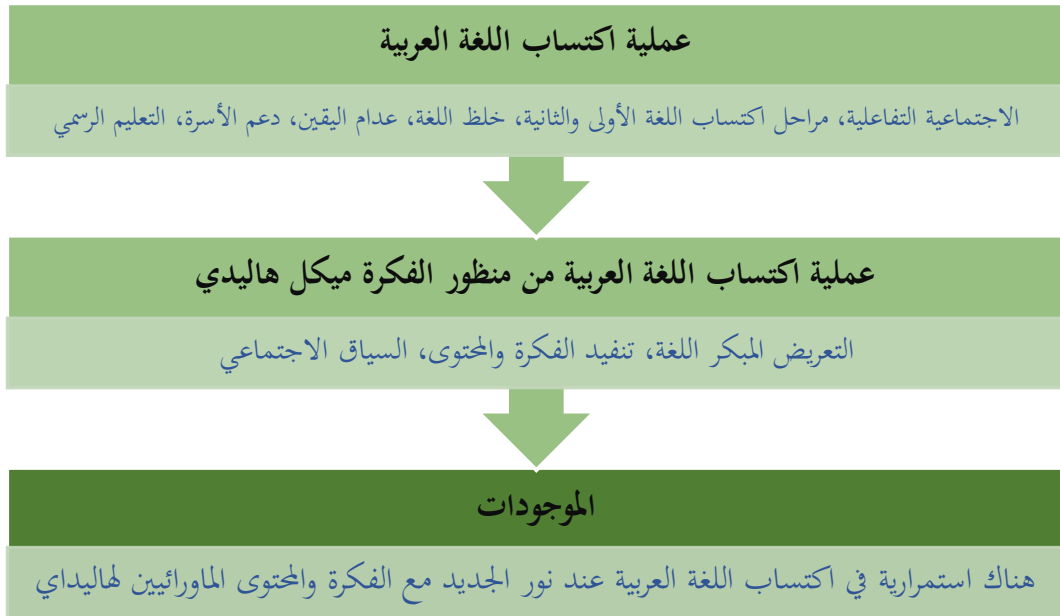 عملية اكتساب اللغة العربية
الاجتماعية التفاعلية، مراحل اكتساب اللغة الأولى والثانية، خلظ اللغة، عدام اليقين، دعم الأسرة، التعليم الرسمي
عملية اكتساب اللغة العربية من منظور الفكرة ميكل هاليدي
التعريض المبكر اللغة، تنفيد الفكرة والمحتوى، السياق الاجتماعي
الموجودات
هناك استمرارية في اكتساب اللغة العربية عند نور الجديد مع الفكرة والمحتوى الماورائيين لهاليداي